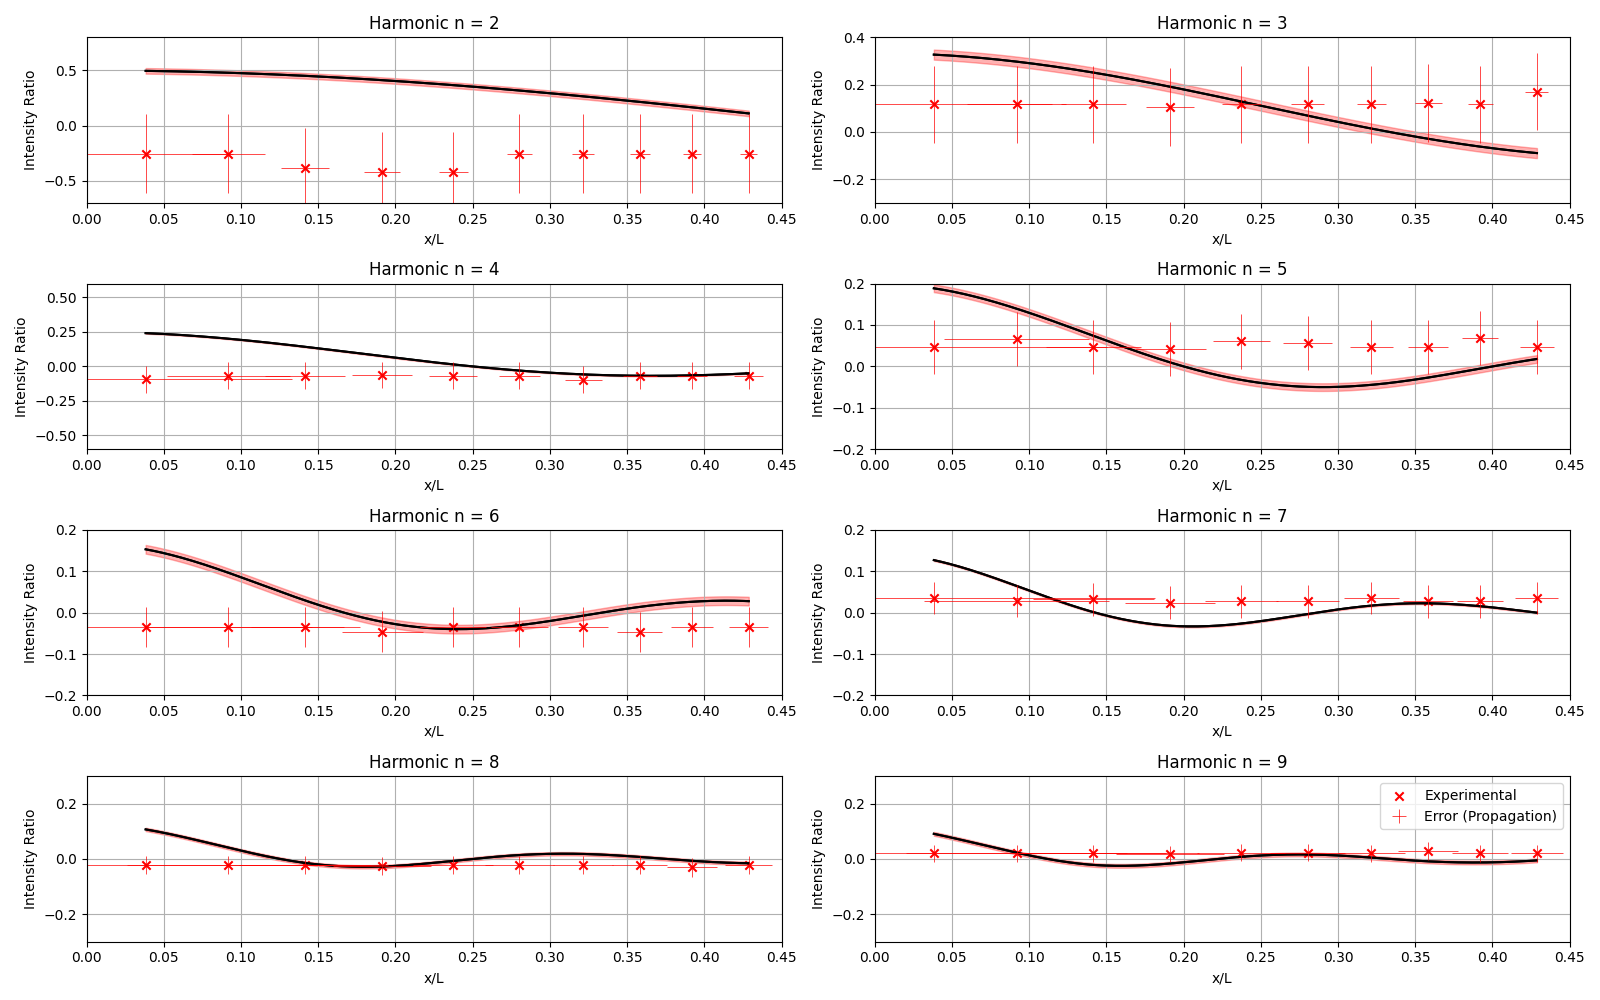 Harmonic n = 2
Intensity Ratio
0.5
0.0
−0.5
0.00 0.05 0.10 0.15 0.20 0.25 0.30 0.35 0.40 0.45
x/L
Harmonic n = 3
Intensity Ratio
0.4
0.2
0.0
−0.2
0.00 0.05 0.10 0.15 0.20 0.25 0.30 0.35 0.40 0.45
x/L
Harmonic n = 4
Intensity Ratio
0.50
0.25
0.00
−0.25
−0.50
0.00 0.05 0.10 0.15 0.20 0.25 0.30 0.35 0.40 0.45
x/L
Harmonic n = 5
Intensity Ratio
0.2
0.1
0.0
−0.1
−0.2
0.00 0.05 0.10 0.15 0.20 0.25 0.30 0.35 0.40 0.45
x/L
Harmonic n = 6
Intensity Ratio
0.2
0.1
0.0
−0.1
−0.2
0.00 0.05 0.10 0.15 0.20 0.25 0.30 0.35 0.40 0.45
x/L
Harmonic n = 7
Intensity Ratio
0.2
0.1
0.0
−0.1
−0.2
0.00 0.05 0.10 0.15 0.20 0.25 0.30 0.35 0.40 0.45
x/L
Harmonic n = 8
Intensity Ratio
0.2
0.0
−0.2
0.00 0.05 0.10 0.15 0.20 0.25 0.30 0.35 0.40 0.45
x/L
Harmonic n = 9
Intensity Ratio
0.2
0.0
−0.2
Experimental
Error (Propagation)
0.00 0.05 0.10 0.15 0.20 0.25 0.30 0.35 0.40 0.45
x/L